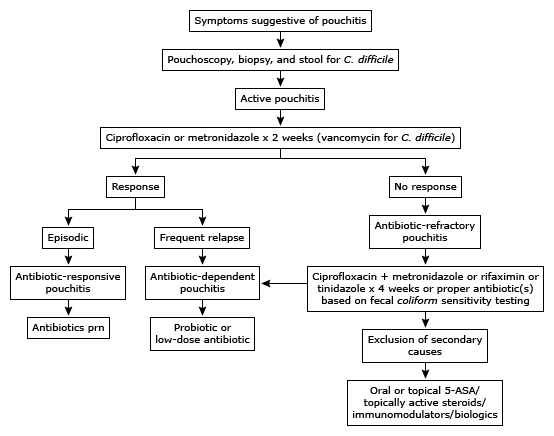 Symptoms suggestive of pouchitis
Pouchoscopy, biopsy, and stool for C. difficile
Active pouchitis
Ciprofloxacin or metronidazole x 2 weeks (vancomycin for C. difficile)
Response
No response
Episodic
Frequent relapse
Antibiotic-refractory
pouchitis
Antibiotic-responsive
pouchitis
Antibiotic-dependent
pouchitis
Ciprofloxacin + metronidazole or rifaximin or
tinidazole x 4 weeks or proper antibiotic(s)
based on fecal coliform sensitivity testing
Antibiotics prn
Probiotic or
low-dose antibiotic
Exclusion of secondary
causes
Oral or topical 5-ASA/
topically active steroids/
immunomodulators/biologics